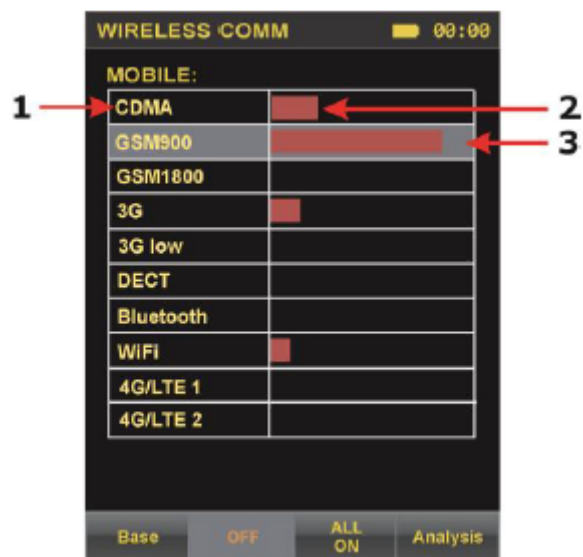 WIRELESS COMM 00:00
MOBILE:
1 CDMA 2
GSM900 3
GSM1800
3G
3G low
DECT
Bluetooth
WiFi
4G/LTE 1
4G/LTE 2
Base OFF ALL ON Analysis